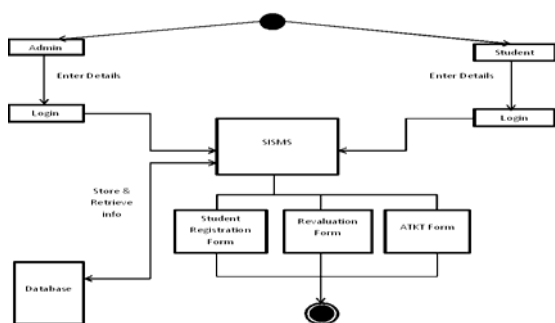 Admin
Student
Enter Details
Enter Details
Login
Login
SISMS
Store &
Retrieve
info
Student
Registration
Form
Revaluation
Form
ATKT Form
Database